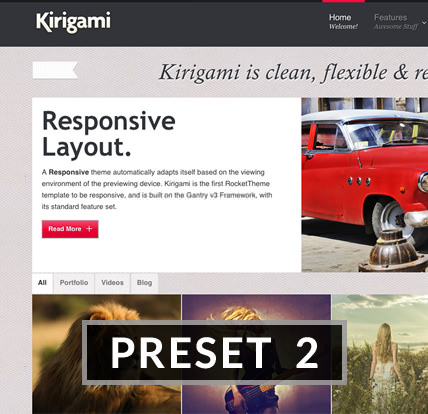 Kirigami
Home
Welcome!
Features
Awesome Stuff
Kirigami is clean, flexible & re
Responsive
Layout.
A Responsive theme automatically adapts itself based on the viewing
environment of the previewing device. Kirigami is the first RocketTheme
template to be responsive, and is built on the Gantry v3 Framework, with
its standard feature set.
Read More +
All
Portfolio
Videos
Blog
PRESET 2